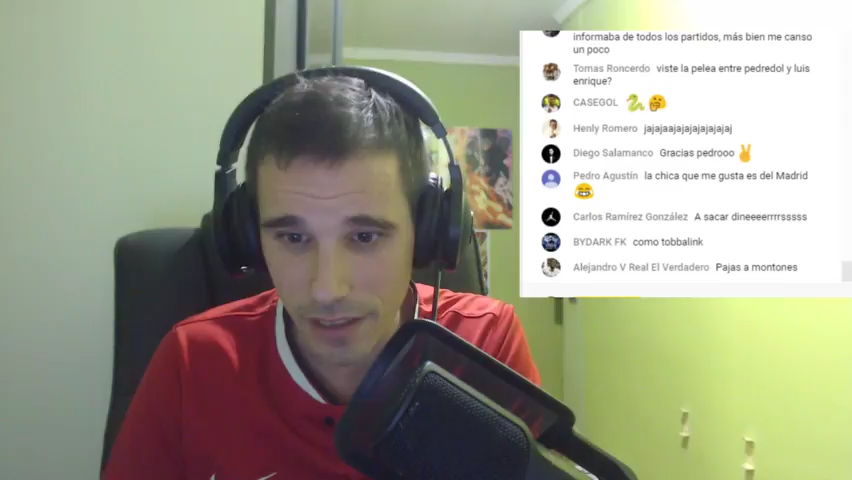 informaba de todos los partidos, más bien me canso
un poco
Tomas Roncerdo viste la pelea entre pedredol y luis
enrique?
CASEGOL 🐍🤔
Henly Romero jajajaajajajajajajaj
Diego Salamanco Gracias pedrooo ✌
Pedro Agustín la chica que me gusta es del Madrid
😂
Carlos Ramírez González A sacar dineeeerrrrsssss
BYDARK FK como tobbalink
Alejandro V Real El Verdadero Pajas a montones